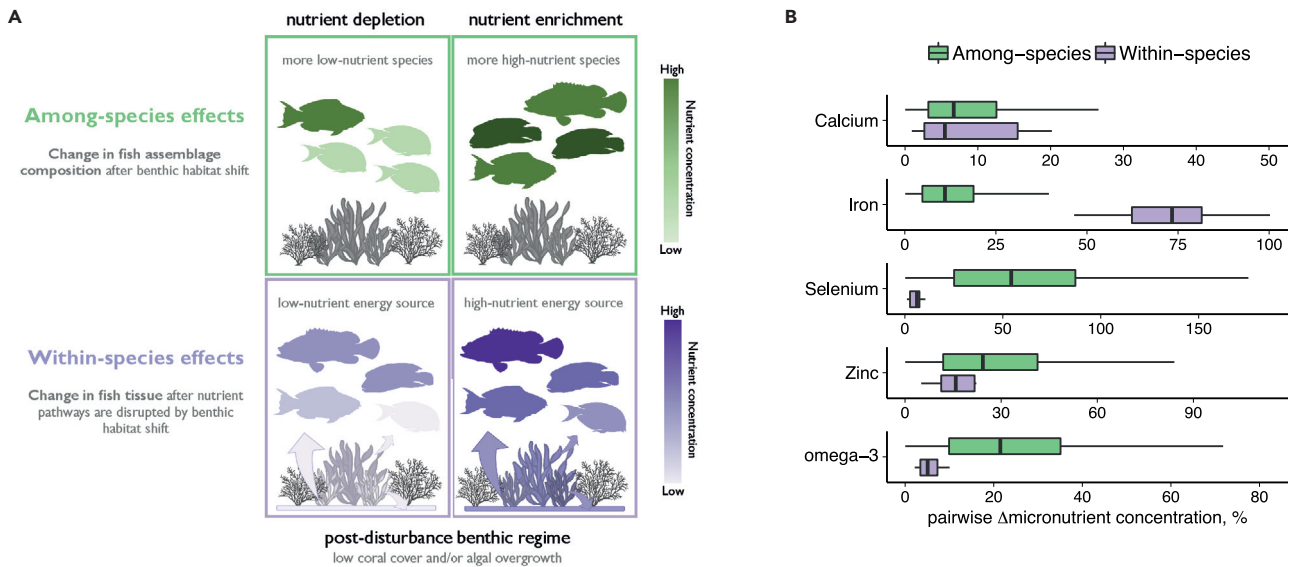 A
nutrient depletion
nutrient enrichment
more low-nutrient species
more high-nutrient species
Among-species effects
Change in fish assemblage
composition after benthic habitat shift
High
Nutrient concentration
Low
low-nutrient energy source
high-nutrient energy source
Within-species effects
Change in fish tissue after nutrient
pathways are disrupted by benthic
habitat shift
High
Nutrient concentration
Low
post-disturbance benthic regime
low coral cover and/or algal overgrowth
B
Among-species
Within-species
Calcium
0 10 20 30 40 50
Iron
0 25 50 75 100
Selenium
0 50 100 150
Zinc
0 30 60 90
omega-3
0 20 40 60 80
pairwise Δmicronutrient concentration, %